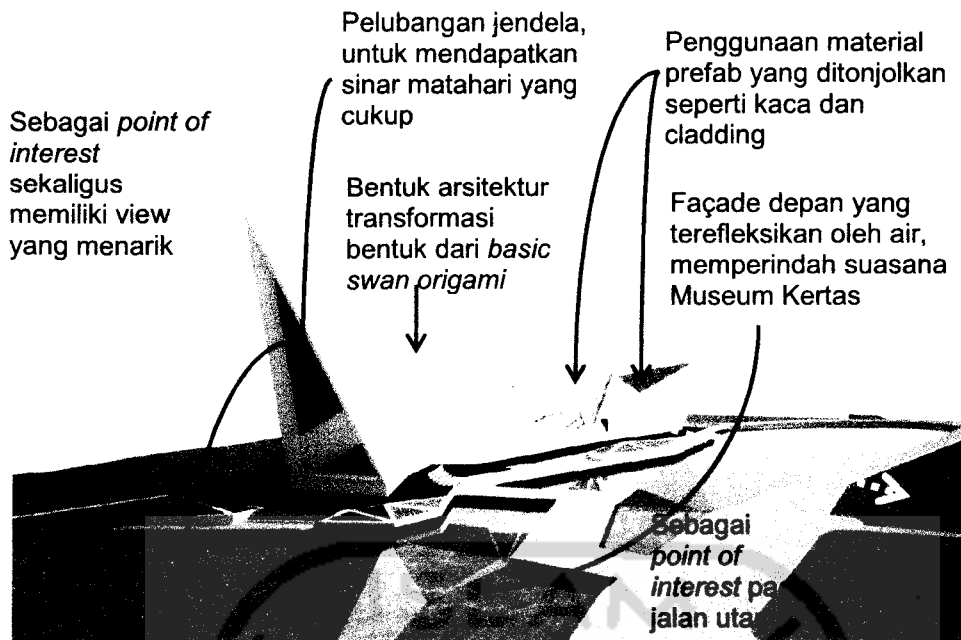 Pelubangan jendela,
untuk mendapatkan
sinar matahari yang
cukup
Penggunaan material
prefab yang ditonjolkan
seperti kaca dan
cladding
Sebagai point of
interest
sekaligus
memiliki view
yang menarik
Bentuk arsitektur
transformasi
bentuk dari basic
swan origami
Façade depan yang
terefleksikan oleh air,
memperindah suasana
Museum Kertas
Sebagai
point of
interest
jalan
ISLAM